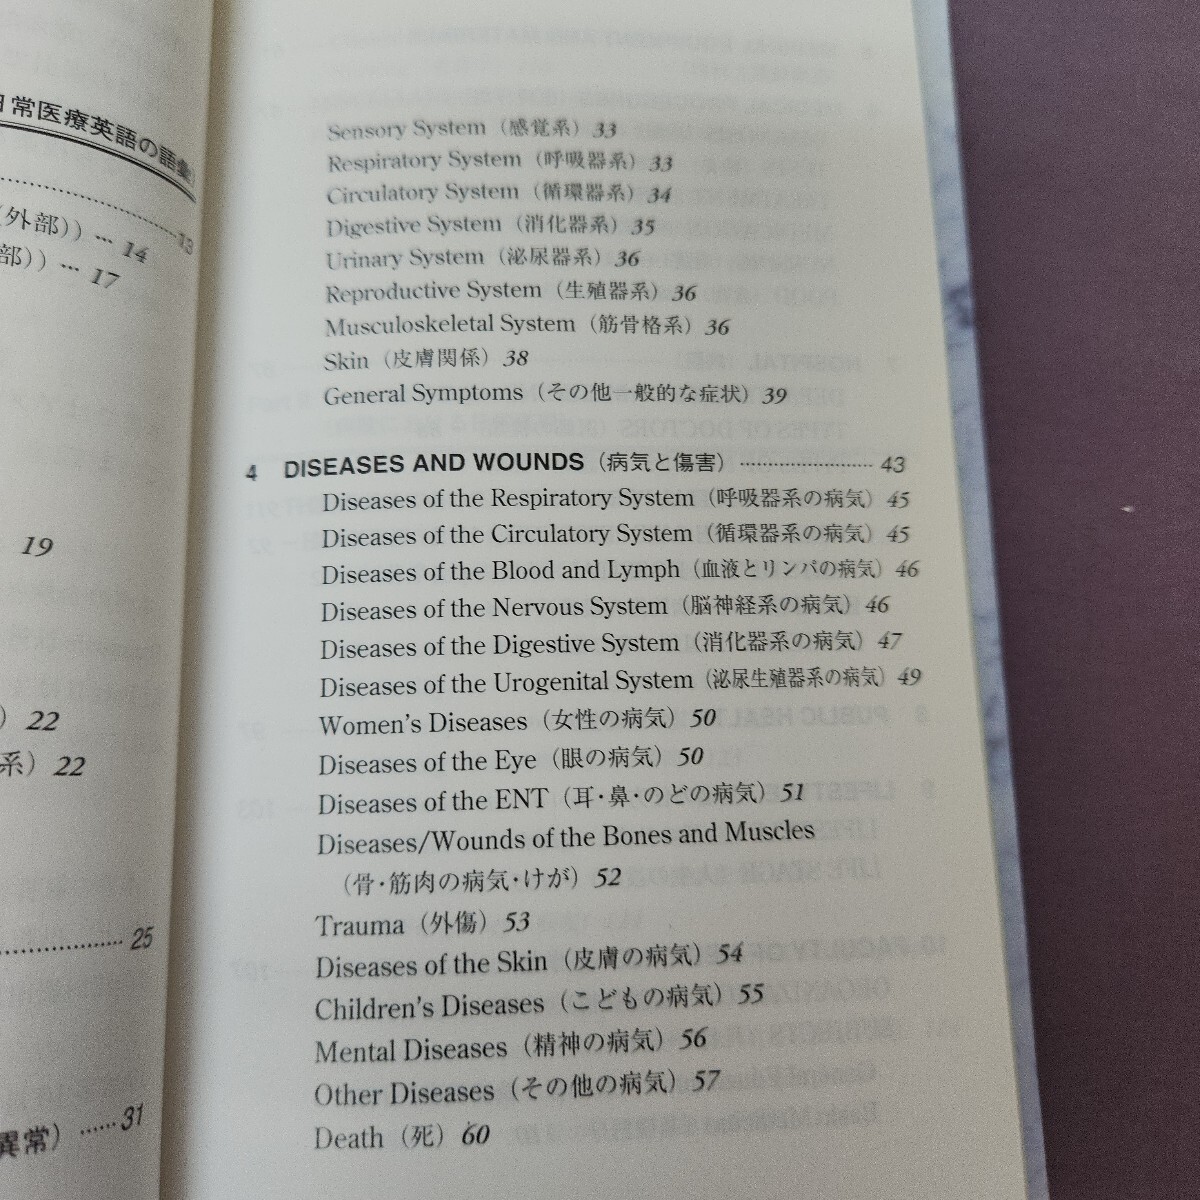 日常医療英語の語彙
13
(外部)) … 14
部)) … 17
19
) 22
系) 22
25
31
異常)
Sensory System (感覚系) 33
Respiratory System (呼吸器系) 33
Circulatory System (循環器系) 34
Digestive System (消化器系) 35
Urinary System (泌尿器系) 36
Reproductive System (生殖器系) 36
Musculoskeletal System (筋骨格系) 36
Skin (皮膚関係) 38
General Symptoms (その他一般的な症状) 39
4 DISEASES AND WOUNDS (病気と傷害) ………… 43
Diseases of the Respiratory System (呼吸器系の病気) 45
Diseases of the Circulatory System (循環器系の病気) 45
Diseases of the Blood and Lymph (血液とリンパの病気) 46
Diseases of the Nervous System (脳神経系の病気) 46
Diseases of the Digestive System (消化器系の病気) 47
Diseases of the Urogenital System (泌尿生殖器系の病気) 49
Women's Diseases (女性の病気) 50
Diseases of the Eye (眼の病気) 50
Diseases of the ENT (耳・鼻・のどの病気) 51
Diseases/Wounds of the Bones and Muscles
(骨・筋肉の病気・けが) 52
Trauma (外傷) 53
Diseases of the Skin (皮膚の病気) 54
Children's Diseases (こどもの病気) 55
Mental Diseases (精神の病気) 56
Other Diseases (その他の病気) 57
Death (死) 60